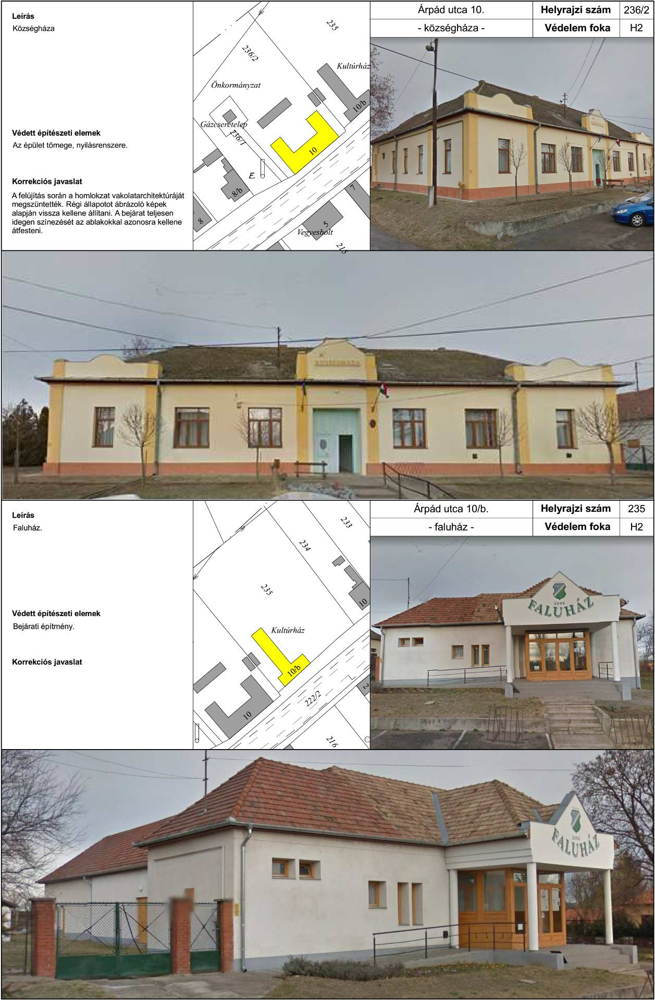 Leírás
Községháza
Védett építészeti elemek
Az épület tömege, nyílásrenszere.
Korrekciós javaslat
A felújítás során a homlokzat vakolatarchitektúráját
megszüntették. Régi állapotot ábrázoló képek
alapján vissza kellene állítani. A bejárat teljesen
idegen színezését az ablakokkal azonosra kellene
átfesteni.
235
236/2
Kultúrház
Önkormányzat
10/b
Gázcseretelep
236/1
10
E.
8/b
7
8
5
Vegyesbolt
215
Árpád utca 10.
Helyrajzi szám
236/2
- községháza -
Védelem foka
H2
Leírás
Faluház.
Védett építészeti elemek
Bejárati építmény.
Korrekciós javaslat
233
234
235
10
Kultúrház
10/b
2
222/2
10
216
Árpád utca 10/b.
Helyrajzi szám
235
- faluház -
Védelem foka
H2
2006
FALUHÁZ
2006
FALUHÁZ